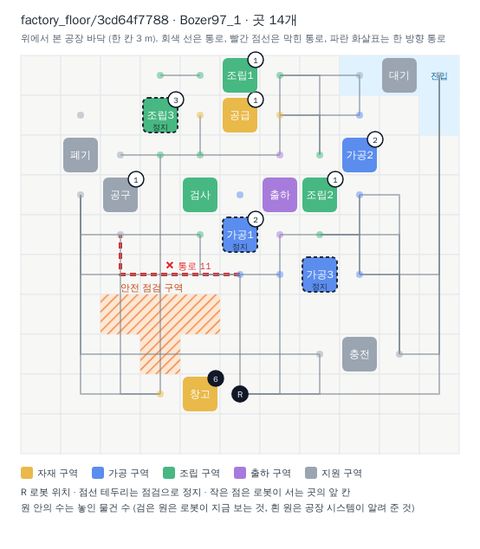 factory_floor/3cd64f7788 · Bozer97_1 · 곳 14개
위에서 본 공장 바닥 (한 칸 3 m). 회색 선은 통로, 빨간 점선은 막힌 통로, 파란 화살표는 한 방향 통로
조립1 1
대기
진입
조립3 3
정지
공급 1
폐기
가공2 2
공구 1
검사
출하
조립2 1
가공1 2
정지
✕ 통로 11
가공3
정지
안전 점검 구역
충전
창고 6
R
자재 구역
가공 구역
조립 구역
출하 구역
지원 구역
R 로봇 위치 · 점선 테두리는 점검으로 정지 · 작은 점은 로봇이 서는 곳의 앞 칸
원 안의 수는 놓인 물건 수 (검은 원은 로봇이 지금 보는 것, 흰 원은 공장 시스템이 알려 준 것)